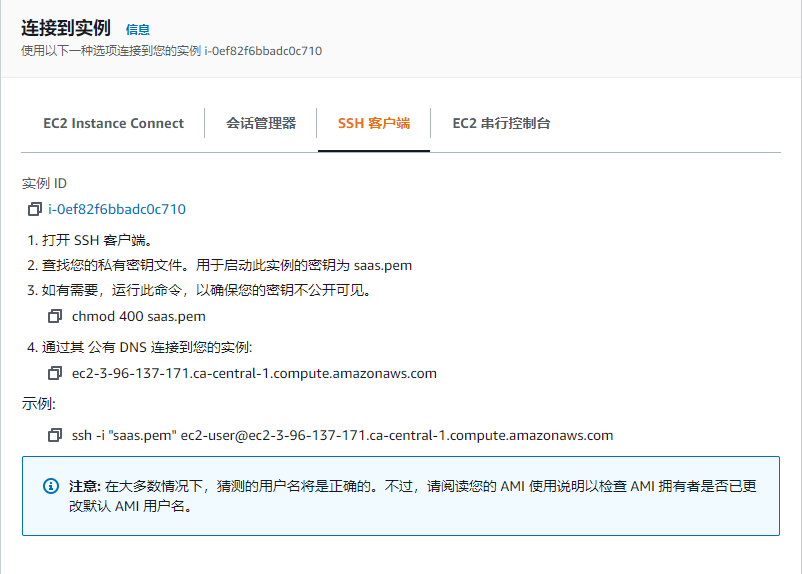 连接到实例 信息
使用以下一种选项连接到您的实例 i-0ef82f6bbadc0c710
EC2 Instance Connect
会话管理器
SSH 客户端
EC2 串行控制台
实例 ID
i-0ef82f6bbadc0c710
1. 打开 SSH 客户端。
2. 查找您的私有密钥文件。用于启动此实例的密钥为 saas.pem
3. 如有需要，运行此命令，以确保您的密钥不公开可见。
chmod 400 saas.pem
4. 通过其 公有 DNS 连接到您的实例:
ec2-3-96-137-171.ca-central-1.compute.amazonaws.com
示例:
ssh -i "saas.pem" ec2-user@ec2-3-96-137-171.ca-central-1.compute.amazonaws.com
注意: 在大多数情况下，猜测的用户名将是正确的。不过，请阅读您的 AMI 使用说明以检查 AMI 拥有者是否已更
改默认 AMI 用户名。